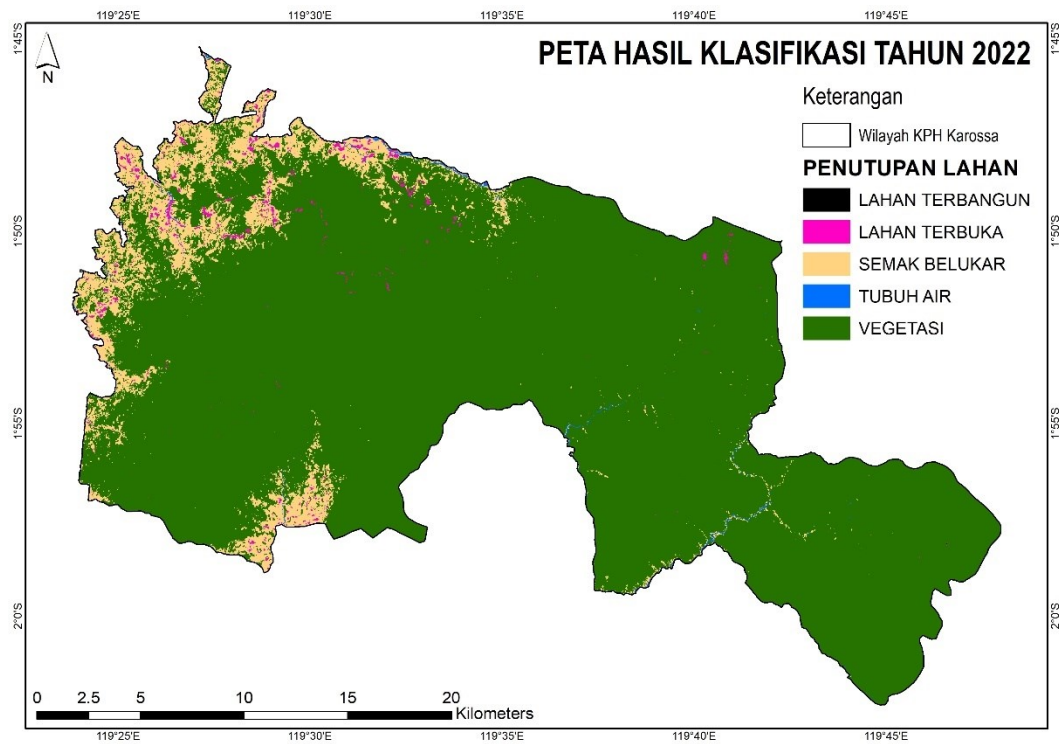 119°25'E 119°30'E 119°35'E 119°40'E 119°45'E
1°45'S 1°45'S
N
PETA HASIL KLASIFIKASI TAHUN 2022
Keterangan
Wilayah KPH Karossa
PENUTUPAN LAHAN
LAHAN TERBANGUN
LAHAN TERBUKA
SEMAK BELUKAR
TUBUH AIR
VEGETASI
1°50'S 1°50'S
1°55'S 1°55'S
2°0'S 2°0'S
0 2.5 5 10 15 20
Kilometers
119°25'E 119°30'E 119°35'E 119°40'E 119°45'E